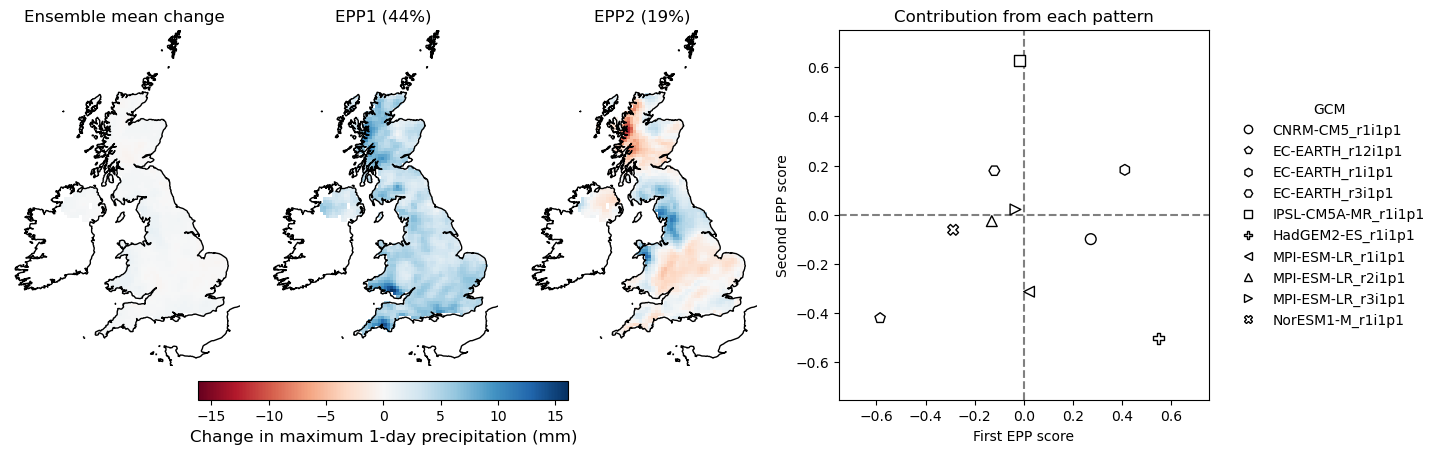 Ensemble mean change
EPP1 (44%)
EPP2 (19%)
−15 −10 −5 0 5 10 15
Change in maximum 1-day precipitation (mm)
Contribution from each pattern
Second EPP score
0.6
0.4
0.2
0.0
−0.2
−0.4
−0.6
−0.6 −0.4 −0.2 0.0 0.2 0.4 0.6
First EPP score
GCM
CNRM-CM5_r1i1p1
EC-EARTH_r12i1p1
EC-EARTH_r1i1p1
EC-EARTH_r3i1p1
IPSL-CM5A-MR_r1i1p1
HadGEM2-ES_r1i1p1
MPI-ESM-LR_r1i1p1
MPI-ESM-LR_r2i1p1
MPI-ESM-LR_r3i1p1
NorESM1-M_r1i1p1